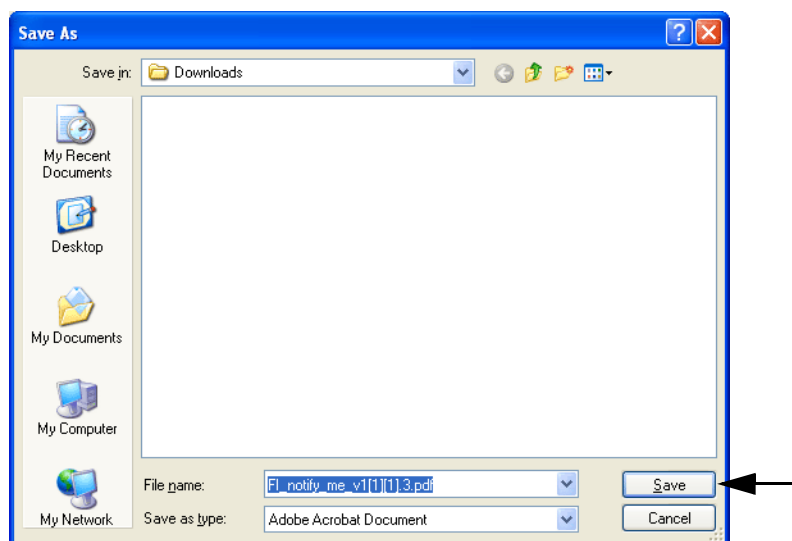 Save As
Save in:
Downloads
My Recent
Documents
Desktop
My Documents
My Computer
My Network
File name:
FI_notify_me_v1[1][1].3.pdf
Save
Save as type:
Adobe Acrobat Document
Cancel